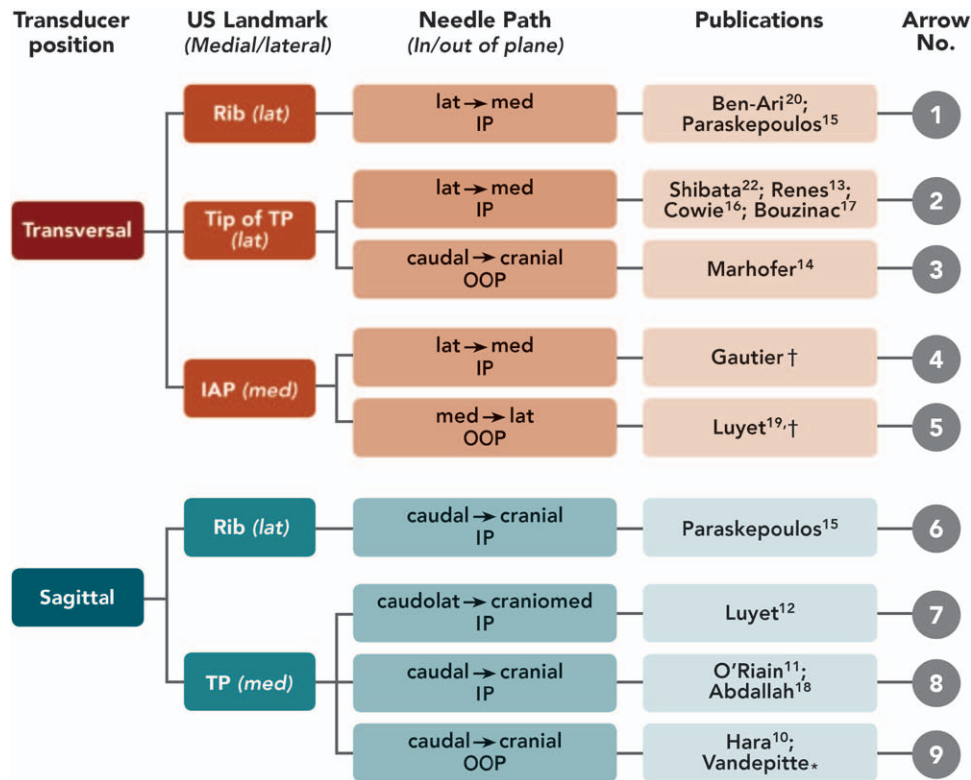 Transducer position
US Landmark (Medial/lateral)
Needle Path (In/out of plane)
Publications
Arrow No.
Transversal
Rib (lat)
lat → med
IP
Ben-Ari²⁰;
Paraskepoulos¹⁵
1
Tip of TP
(lat)
lat → med
IP
Shibata²²; Renes¹³;
Cowie¹⁶; Bouzinac¹⁷
2
caudal → cranial
OOP
Marhofer¹⁴
3
IAP (med)
lat → med
IP
Gautier †
4
med → lat
OOP
Luyet¹⁹,†
5
Sagittal
Rib (lat)
caudal → cranial
IP
Paraskepoulos¹⁵
6
TP (med)
caudolat → craniomed
IP
Luyet¹²
7
caudal → cranial
IP
O'Riain¹¹;
Abdallah¹⁸
8
caudal → cranial
OOP
Hara¹⁰;
Vandepitte*
9